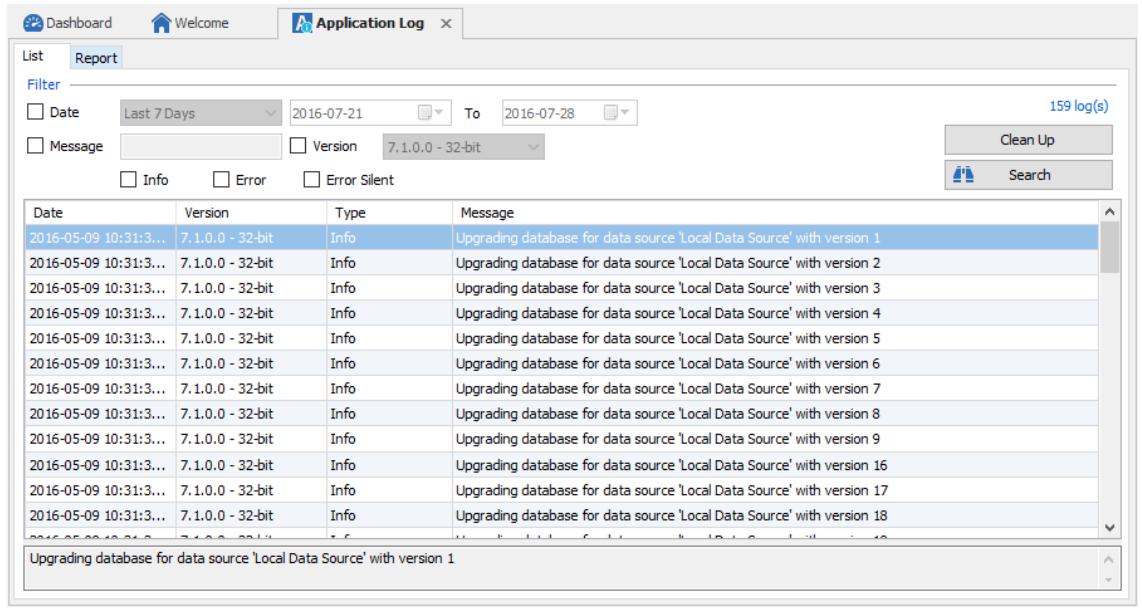 Dashboard Welcome Application Log
List Report
Filter
Date Last 7 Days 2016-07-21 To 2016-07-28 159 log(s)
Message Version 7.1.0.0 - 32-bit Clean Up
Info Error Error Silent Search
Date Version Type Message
2016-05-09 10:31:3... 7.1.0.0 - 32-bit Info Upgrading database for data source 'Local Data Source' with version 1
2016-05-09 10:31:3... 7.1.0.0 - 32-bit Info Upgrading database for data source 'Local Data Source' with version 2
2016-05-09 10:31:3... 7.1.0.0 - 32-bit Info Upgrading database for data source 'Local Data Source' with version 3
2016-05-09 10:31:3... 7.1.0.0 - 32-bit Info Upgrading database for data source 'Local Data Source' with version 4
2016-05-09 10:31:3... 7.1.0.0 - 32-bit Info Upgrading database for data source 'Local Data Source' with version 5
2016-05-09 10:31:3... 7.1.0.0 - 32-bit Info Upgrading database for data source 'Local Data Source' with version 6
2016-05-09 10:31:3... 7.1.0.0 - 32-bit Info Upgrading database for data source 'Local Data Source' with version 7
2016-05-09 10:31:3... 7.1.0.0 - 32-bit Info Upgrading database for data source 'Local Data Source' with version 8
2016-05-09 10:31:3... 7.1.0.0 - 32-bit Info Upgrading database for data source 'Local Data Source' with version 9
2016-05-09 10:31:3... 7.1.0.0 - 32-bit Info Upgrading database for data source 'Local Data Source' with version 16
2016-05-09 10:31:3... 7.1.0.0 - 32-bit Info Upgrading database for data source 'Local Data Source' with version 17
2016-05-09 10:31:3... 7.1.0.0 - 32-bit Info Upgrading database for data source 'Local Data Source' with version 18
Upgrading database for data source 'Local Data Source' with version 1